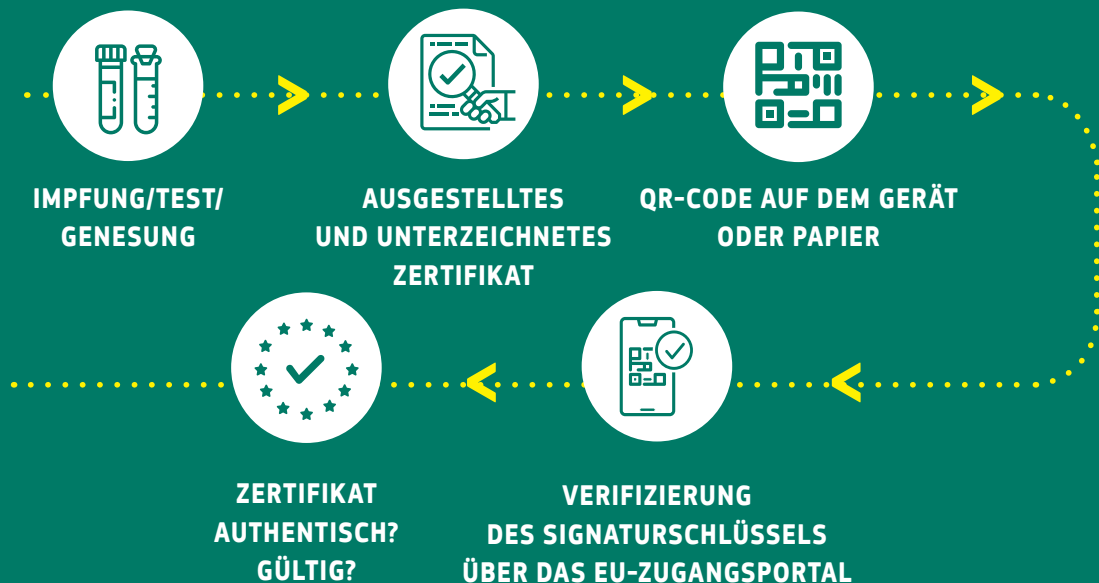 IMPFUNG/TEST/
GENESUNG
AUSGESTELLTES
UND UNTERZEICHNETES
ZERTIFIKAT
QR-CODE AUF DEM GERÄT
ODER PAPIER
VERIFIZIERUNG
DES SIGNATURSCHLÜSSELS
ÜBER DAS EU-ZUGANGSPORTAL
ZERTIFIKAT
AUTHENTISCH?
GÜLTIG?